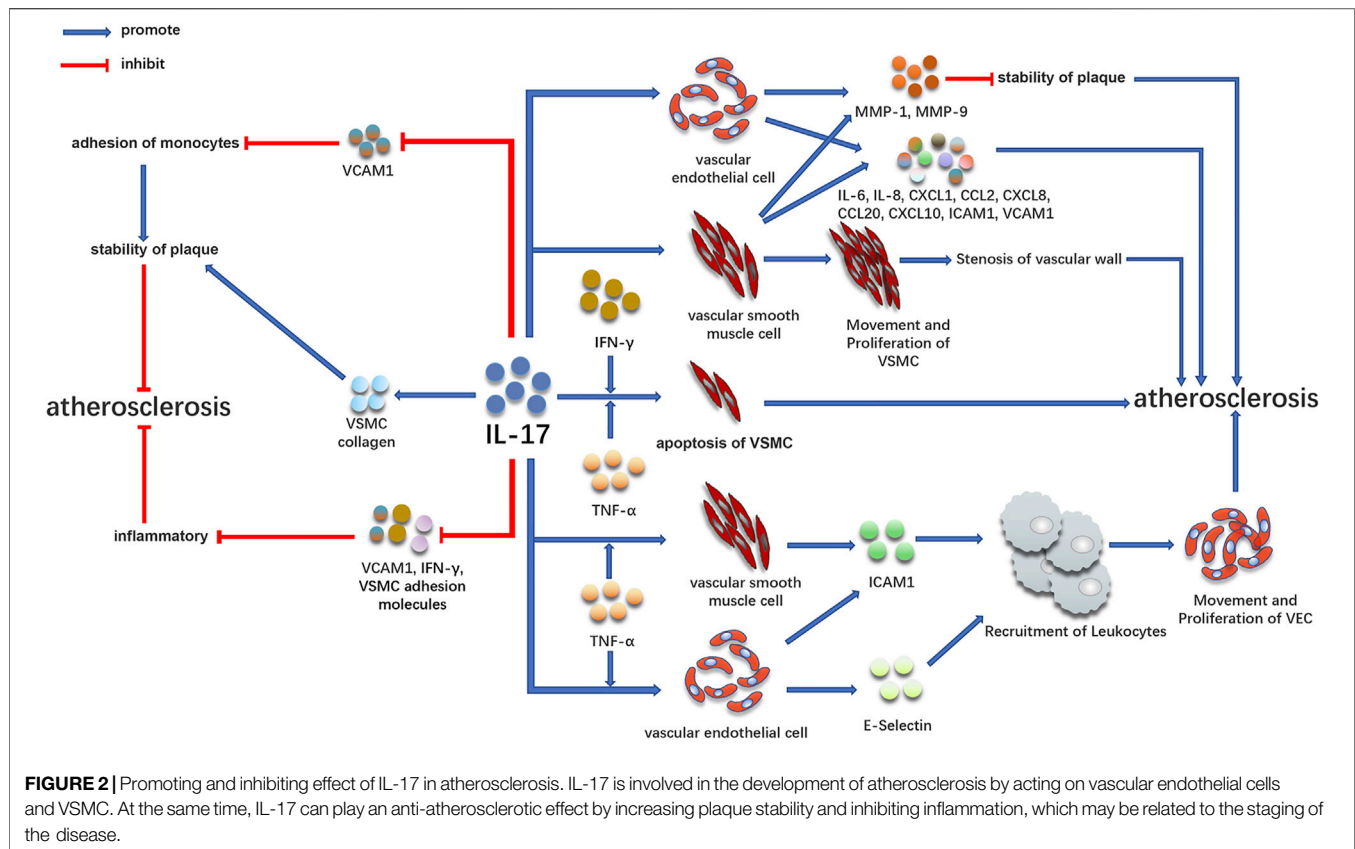 promote
inhibit
adhesion of monocytes
VCAM1
stability of plaque
atherosclerosis
VSMC
collagen
IL-17
inflammatory
VCAM1, IFN-γ,
VSMC adhesion
molecules
vascular
endothelial cell
MMP-1, MMP-9
stability of plaque
IL-6, IL-8, CXCL1, CCL2, CXCL8,
CCL20, CXCL10, ICAM1, VCAM1
IFN-γ
vascular smooth
muscle cell
Movement and
Proliferation of
VSMC
Stenosis of vascular wall
apoptosis of VSMC
atherosclerosis
TNF-α
vascular smooth
muscle cell
ICAM1
TNF-α
vascular endothelial cell
E-Selectin
Recruitment of Leukocytes
Movement and
Proliferation of VEC
FIGURE 2 | Promoting and inhibiting effect of IL-17 in atherosclerosis. IL-17 is involved in the development of atherosclerosis by acting on vascular endothelial cells
and VSMC. At the same time, IL-17 can play an anti-atherosclerotic effect by increasing plaque stability and inhibiting inflammation, which may be related to the staging of
the disease.